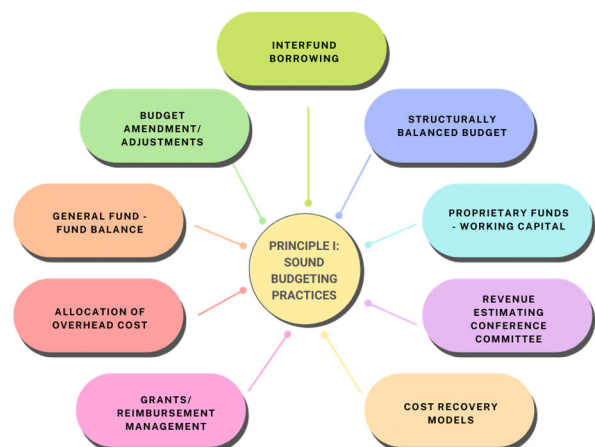 INTERFUND
BORROWING
BUDGET
AMENDMENT/
ADJUSTMENTS
STRUCTURALLY
BALANCED BUDGET
GENERAL FUND -
FUND BALANCE
PROPRIETARY FUNDS
- WORKING CAPITAL
PRINCIPLE I:
SOUND
BUDGETING
PRACTICES
ALLOCATION OF
OVERHEAD COST
REVENUE
ESTIMATING
CONFERENCE
COMMITTEE
GRANTS/
REIMBURSEMENT
MANAGEMENT
COST RECOVERY
MODELS